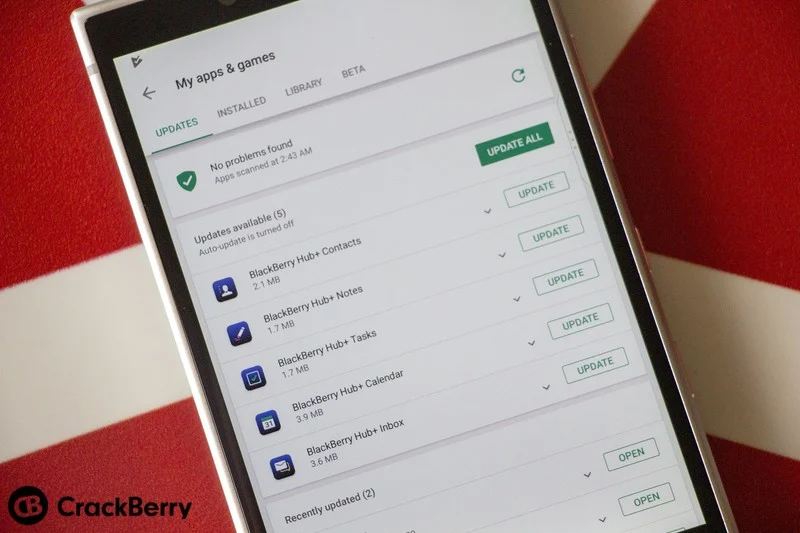 My apps & games
UPDATES INSTALLED LIBRARY BETA
No problems found
Apps scanned at 2:43 AM
UPDATE ALL
Updates available (5)
Auto-update is turned off
UPDATE
BlackBerry Hub+ Contacts
2.1 MB
UPDATE
BlackBerry Hub+ Notes
1.7 MB
UPDATE
BlackBerry Hub+ Tasks
1.7 MB
UPDATE
BlackBerry Hub+ Calendar
3.9 MB
31
UPDATE
BlackBerry Hub+ Inbox
3.6 MB
Recently updated (2)
OPEN
OPEN
CrackBerry